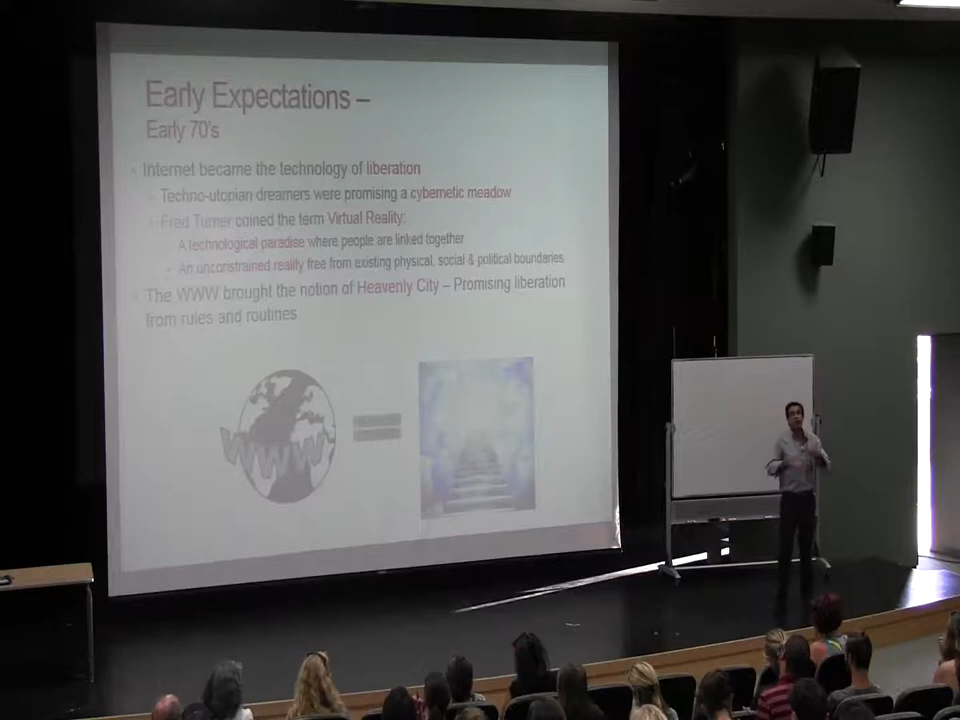 Early Expectations –
Early 70's
Internet became the technology of liberation
Techno-utopian dreamers were promising a cybernetic meadow
Fred Turner coined the term Virtual Reality:
A technological paradise where people are linked together
An unconstrained reality free from existing physical, social & political boundaries
The WWW brought the notion of Heavenly City – Promising liberation
from rules and routines
WWW